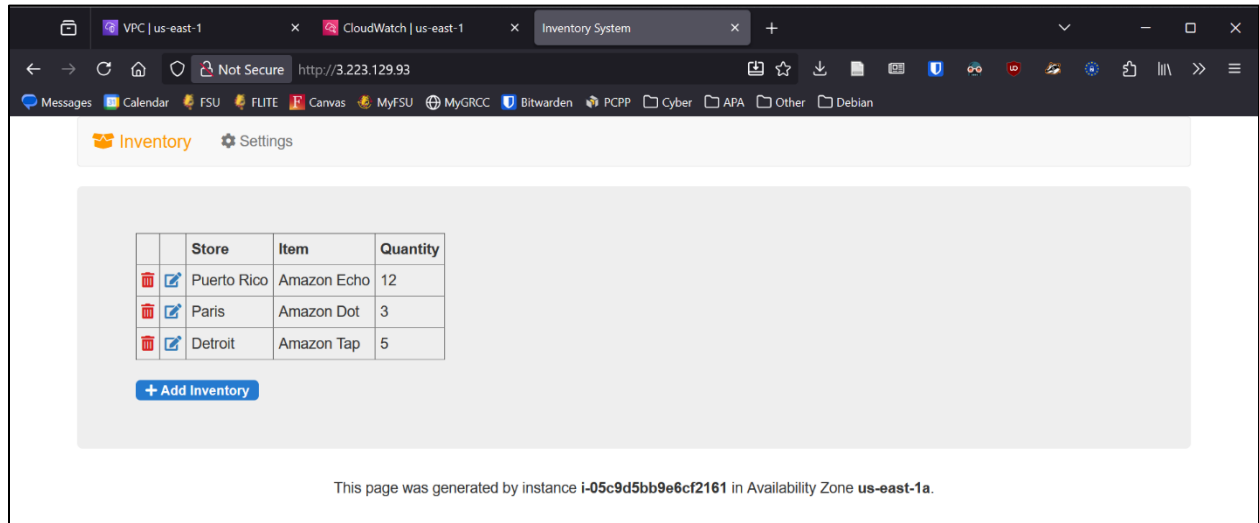 VPC | us-east-1
CloudWatch | us-east-1
Inventory System
Not Secure http://3.223.129.93
Messages Calendar FSU FLITE Canvas MyFSU MyGRCC Bitwarden PCPP Cyber APA Other Debian
Inventory Settings
Store Item Quantity
Puerto Rico Amazon Echo 12
Paris Amazon Dot 3
Detroit Amazon Tap 5
+ Add Inventory
This page was generated by instance i-05c9d5bb9e6cf2161 in Availability Zone us-east-1a.